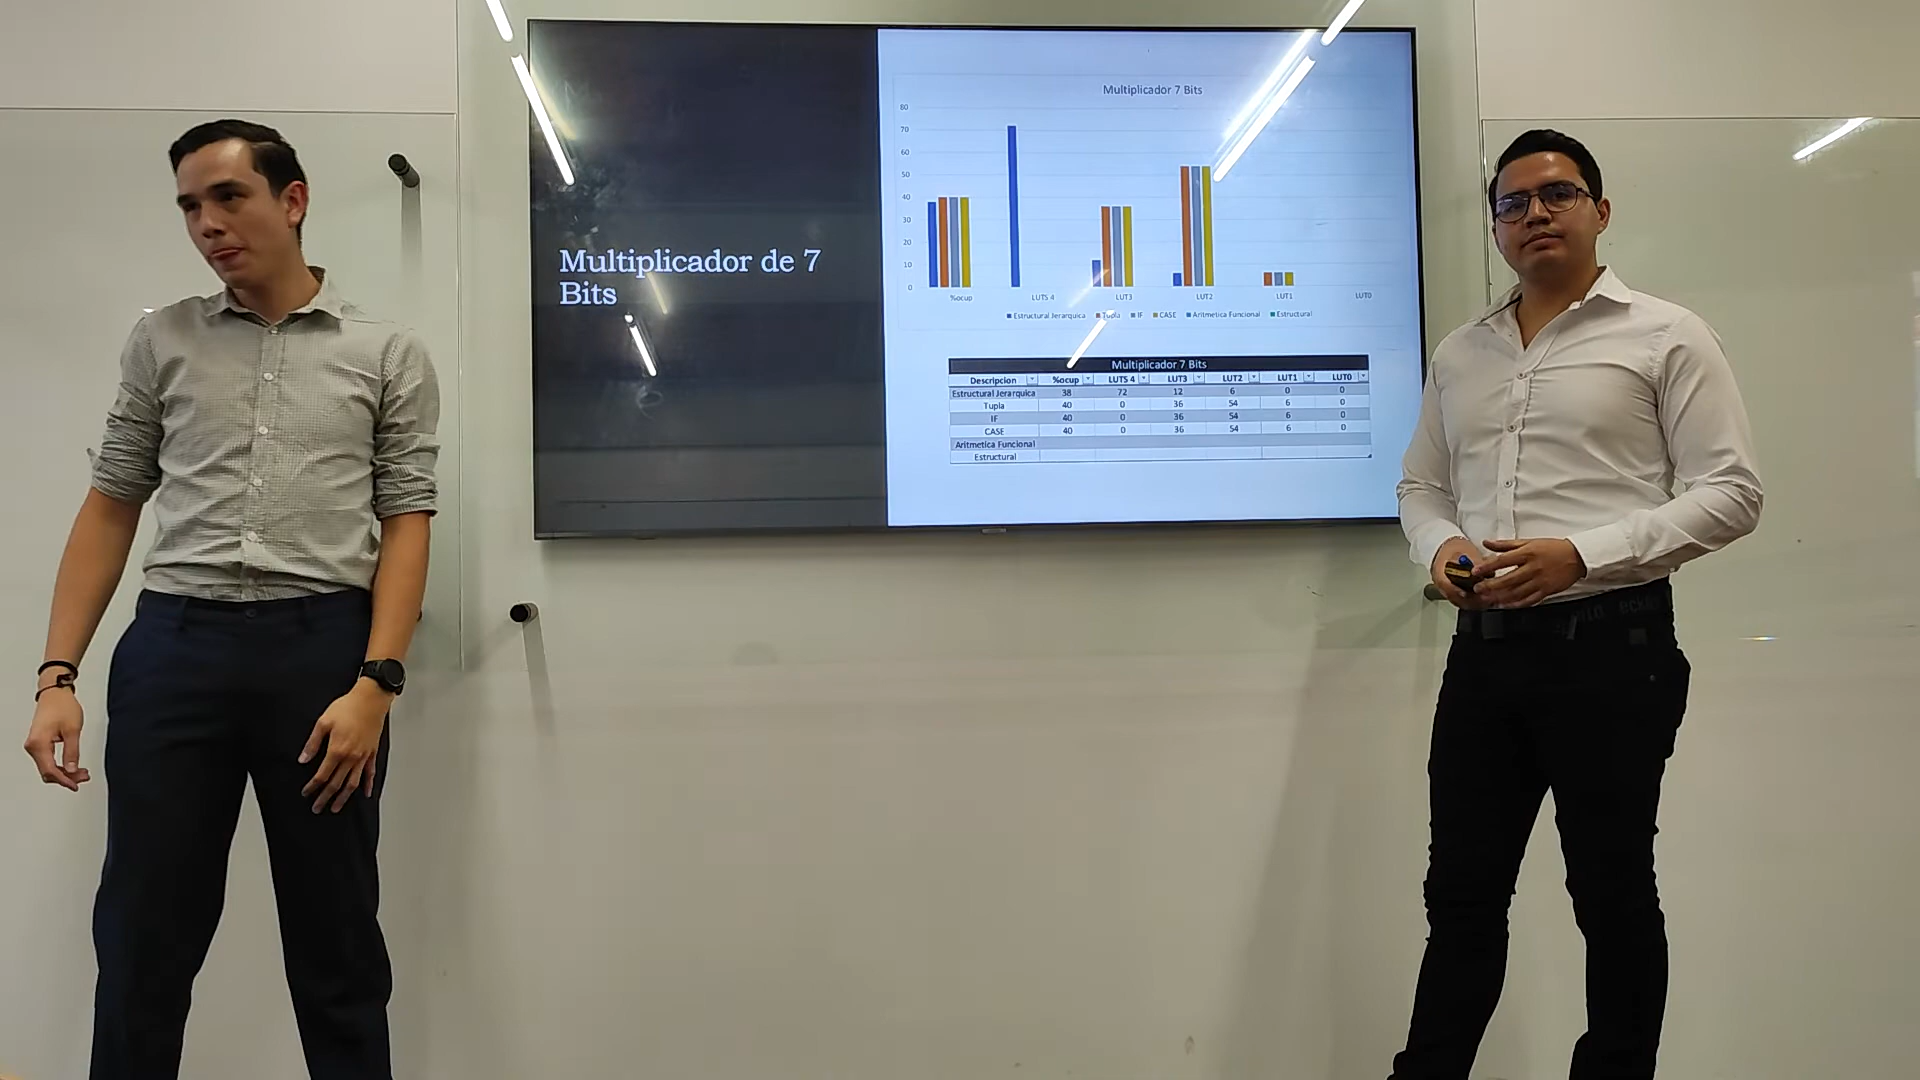 Multiplicador de 7
Bits
Multiplicador 7 Bits
80
70
60
50
40
30
20
10
0
%ocup LUTS 4 LUT3 LUT2 LUT1 LUT0
Estructural Jerarquica Tupla IF CASE Aritmetica Funcional Estructural
Multiplicador 7 Bits
Descripcion %ocup LUTS 4 LUT3 LUT2 LUT1 LUT0
Estructural Jerarquica 38 72 12 6 0 0
Tupla 40 0 36 54 6 0
IF 40 0 36 54 6 0
CASE 40 0 36 54 6 0
Aritmetica Funcional
Estructural